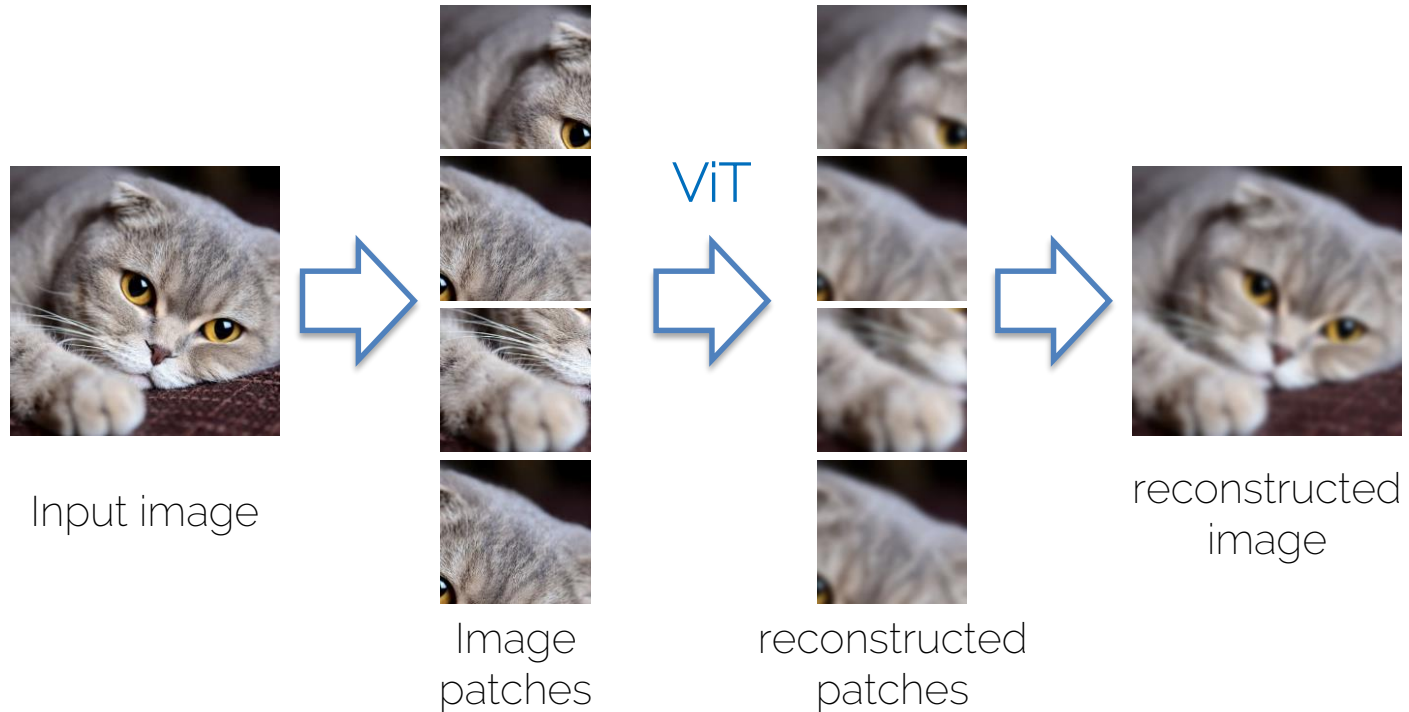 ViT
Input image
Image
patches
reconstructed
patches
reconstructed
image